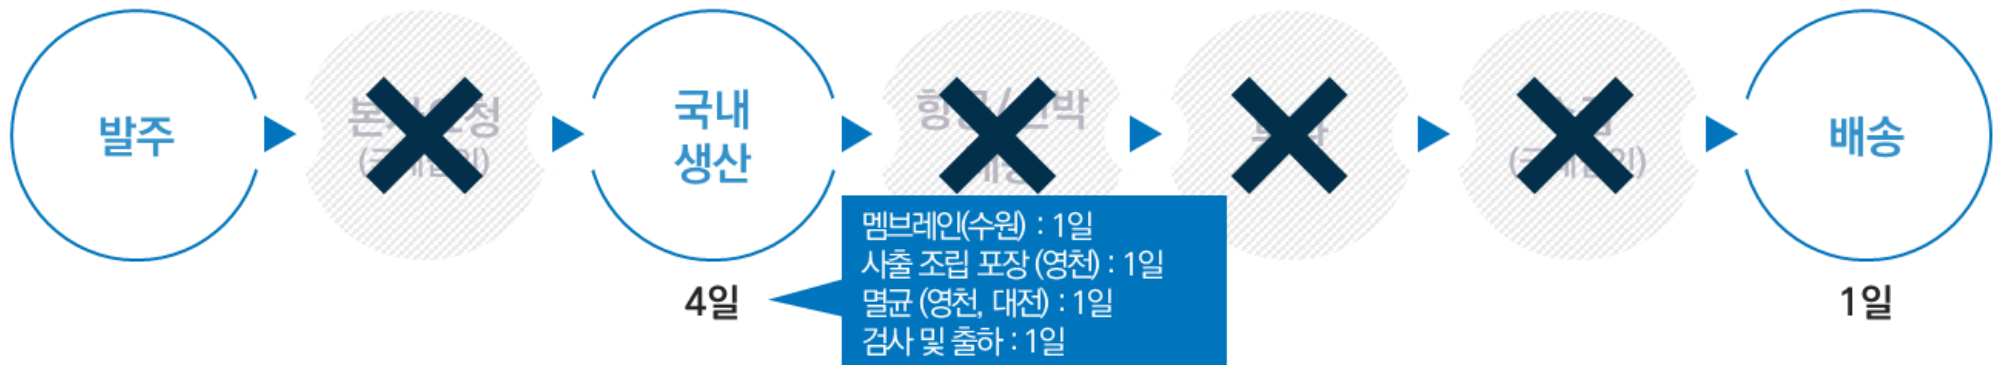 발주
국내
생산
배송
4일
멤브레인(수원) : 1일
사출 조립 포장 (영천) : 1일
멸균 (영천, 대전) : 1일
검사 및 출하 : 1일
1일